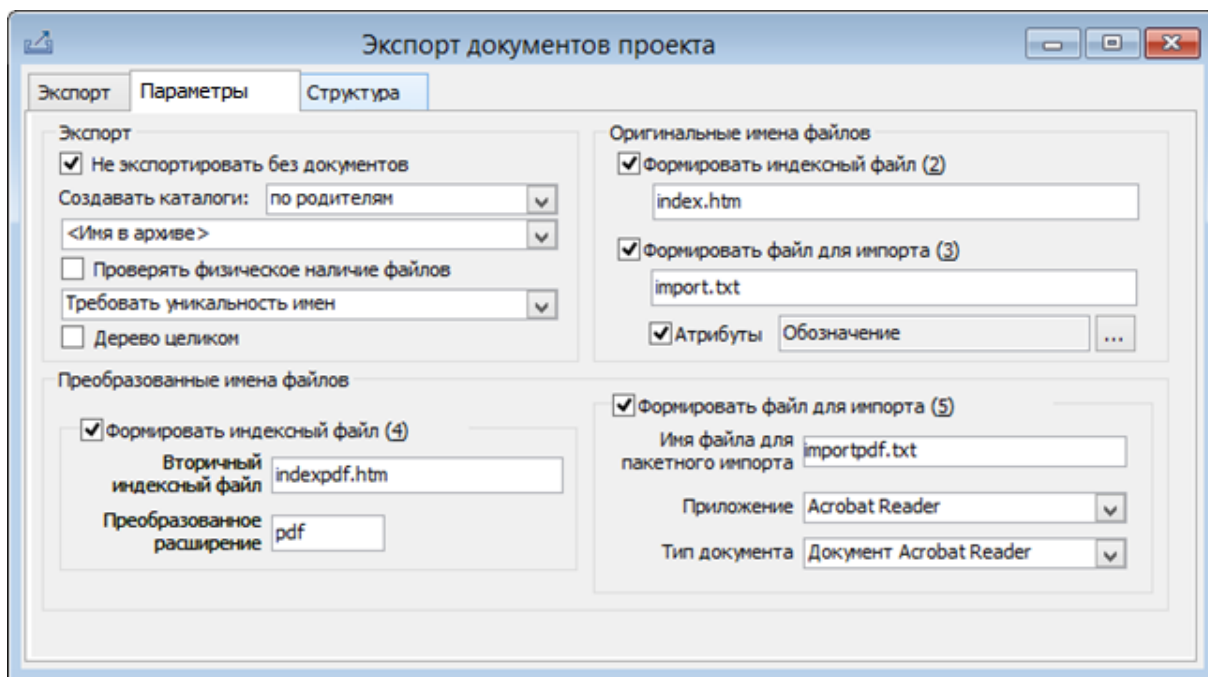 Экспорт документов проекта
Экспорт
Параметры
Структура
Экспорт
Не экспортировать без документов
Создавать каталоги: по родителям
<Имя в архиве>
Проверять физическое наличие файлов
Требовать уникальность имен
Дерево целиком
Оригинальные имена файлов
Формировать индексный файл (2)
index.htm
Формировать файл для импорта (3)
import.txt
Атрибуты Обозначение ...
Преобразованные имена файлов
Формировать индексный файл (4)
Вторичный
индексный файл
indexpdf.htm
Преобразованное
расширение
pdf
Формировать файл для импорта (5)
Имя файла для
пакетного импорта
importpdf.txt
Приложение Acrobat Reader
Тип документа Документ Acrobat Reader